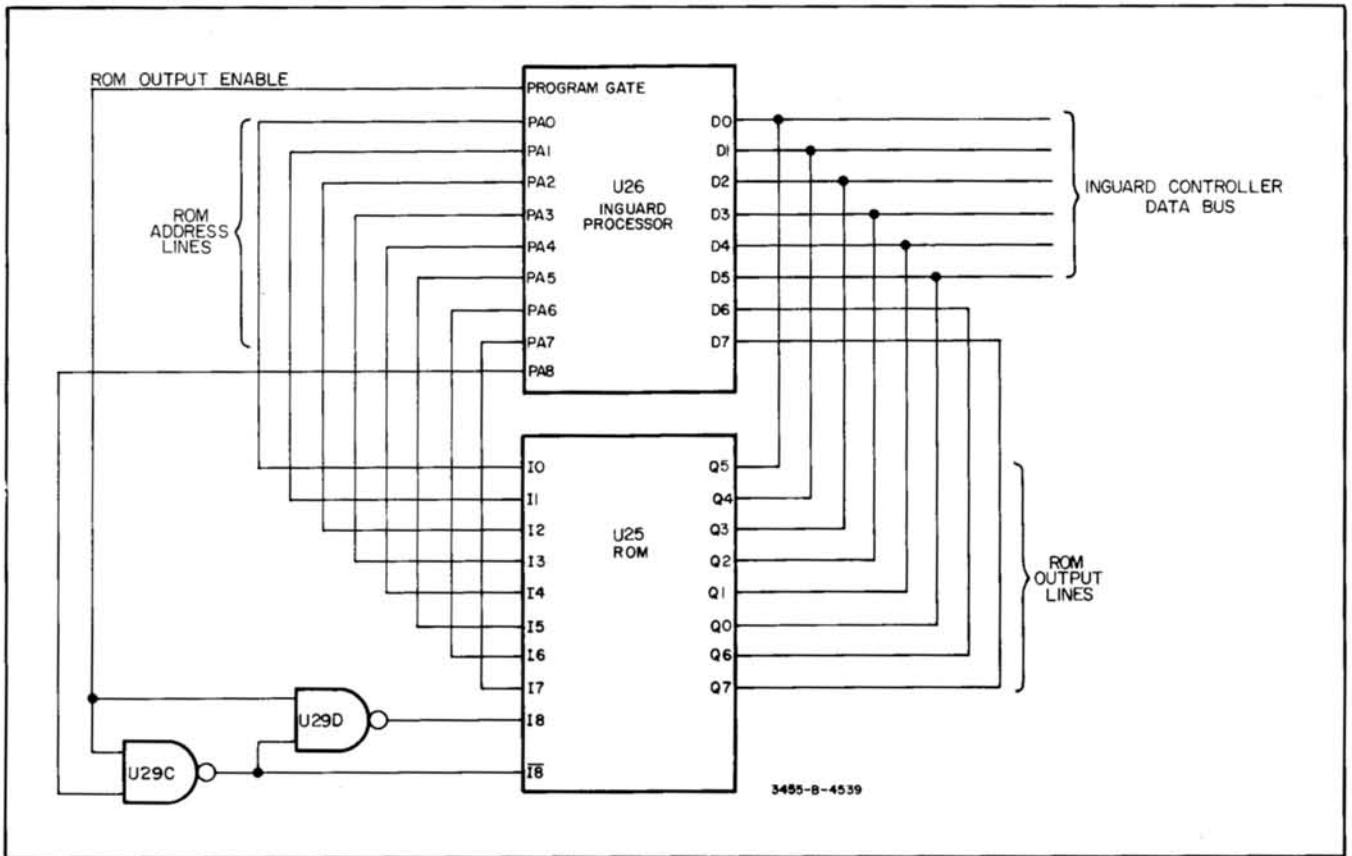 ROM OUTPUT ENABLE
PROGRAM GATE
PA0
PA1
PA2
PA3
PA4
PA5
PA6
PA7
PA8
ROM
ADDRESS
LINES
U26
INGUARD
PROCESSOR
D0
D1
D2
D3
D4
D5
D6
D7
INGUARD CONTROLLER
DATA BUS
I0
I1
I2
I3
I4
I5
I6
I7
I8
I8
U25
ROM
Q5
Q4
Q3
Q2
Q1
Q0
Q6
Q7
ROM
OUTPUT
LINES
U29D
U29C
3455-B-4539